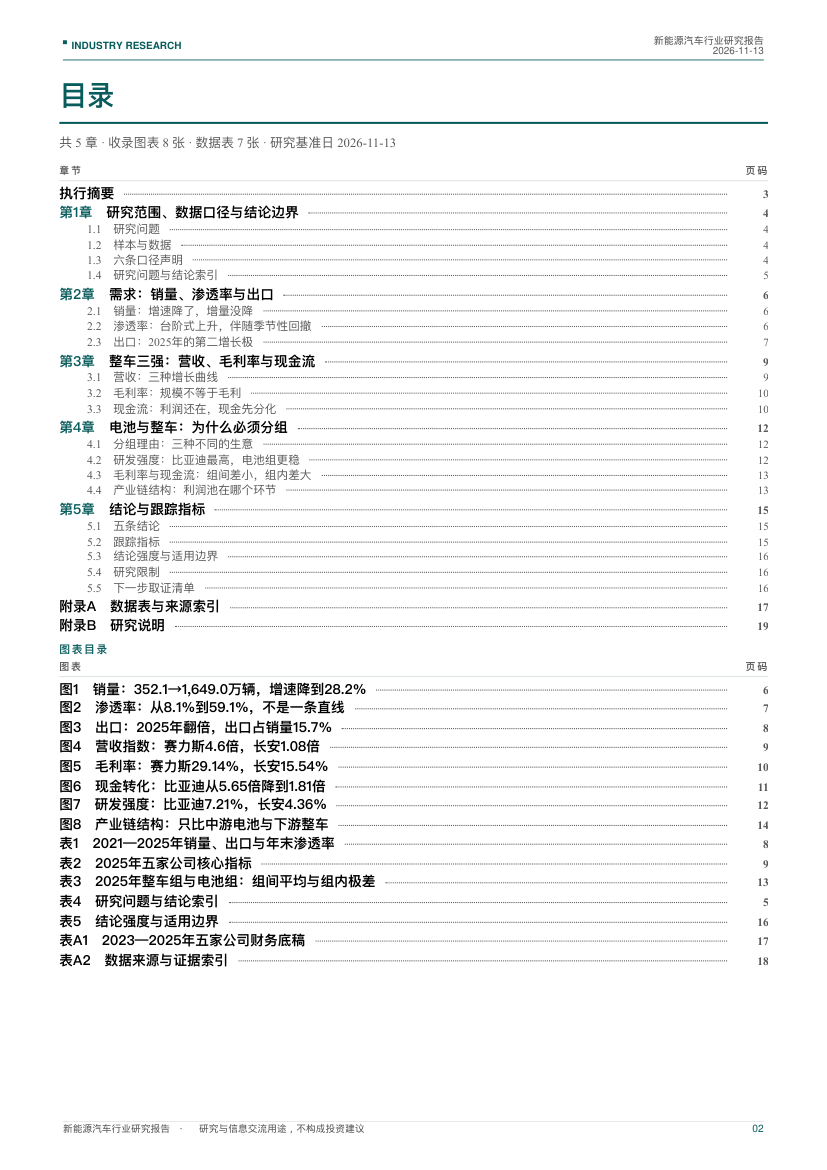 INDUSTRY RESEARCH
新能源汽车行业研究报告
2026-11-13
目录
共 5 章 · 收录图表 8 张 · 数据表 7 张 · 研究基准日 2026-11-13
章节 页码
执行摘要 3
第1章 研究范围、数据口径与结论边界 4
1.1 研究问题 4
1.2 样本与数据 4
1.3 六条口径声明 4
1.4 研究问题与结论索引 5
第2章 需求：销量、渗透率与出口 6
2.1 销量：增速降了，增量没降 6
2.2 渗透率：台阶式上升，伴随季节性回撤 6
2.3 出口：2025年的第二增长极 7
第3章 整车三强：营收、毛利率与现金流 9
3.1 营收：三种增长曲线 9
3.2 毛利率：规模不等于毛利 10
3.3 现金流：利润还在，现金先分化 10
第4章 电池与整车：为什么必须分组 12
4.1 分组理由：三种不同的生意 12
4.2 研发强度：比亚迪最高，电池组更稳 12
4.3 毛利率与现金流：组间差小，组内差大 13
4.4 产业链结构：利润池在哪个环节 13
第5章 结论与跟踪指标 15
5.1 五条结论 15
5.2 跟踪指标 15
5.3 结论强度与适用边界 16
5.4 研究限制 16
5.5 下一步取证清单 16
附录A 数据表与来源索引 17
附录B 研究说明 19
图表目录
图表 页码
图1 销量：352.1→1,649.0万辆，增速降到28.2% 6
图2 渗透率：从8.1%到59.1%，不是一条直线 7
图3 出口：2025年翻倍，出口占销量15.7% 8
图4 营收指数：赛力斯4.6倍，长安1.08倍 9
图5 毛利率：赛力斯29.14%，长安15.54% 10
图6 现金转化：比亚迪从5.65倍降到1.81倍 11
图7 研发强度：比亚迪7.21%，长安4.36% 12
图8 产业链结构：只比中游电池与下游整车 14
表1 2021—2025年销量、出口与年末渗透率 8
表2 2025年五家公司核心指标 9
表3 2025年整车组与电池组：组间平均与组内极差 13
表4 研究问题与结论索引 5
表5 结论强度与适用边界 16
表A1 2023—2025年五家公司财务底稿 17
表A2 数据来源与证据索引 18
新能源汽车行业研究报告 · 研究与信息交流用途，不构成投资建议 02